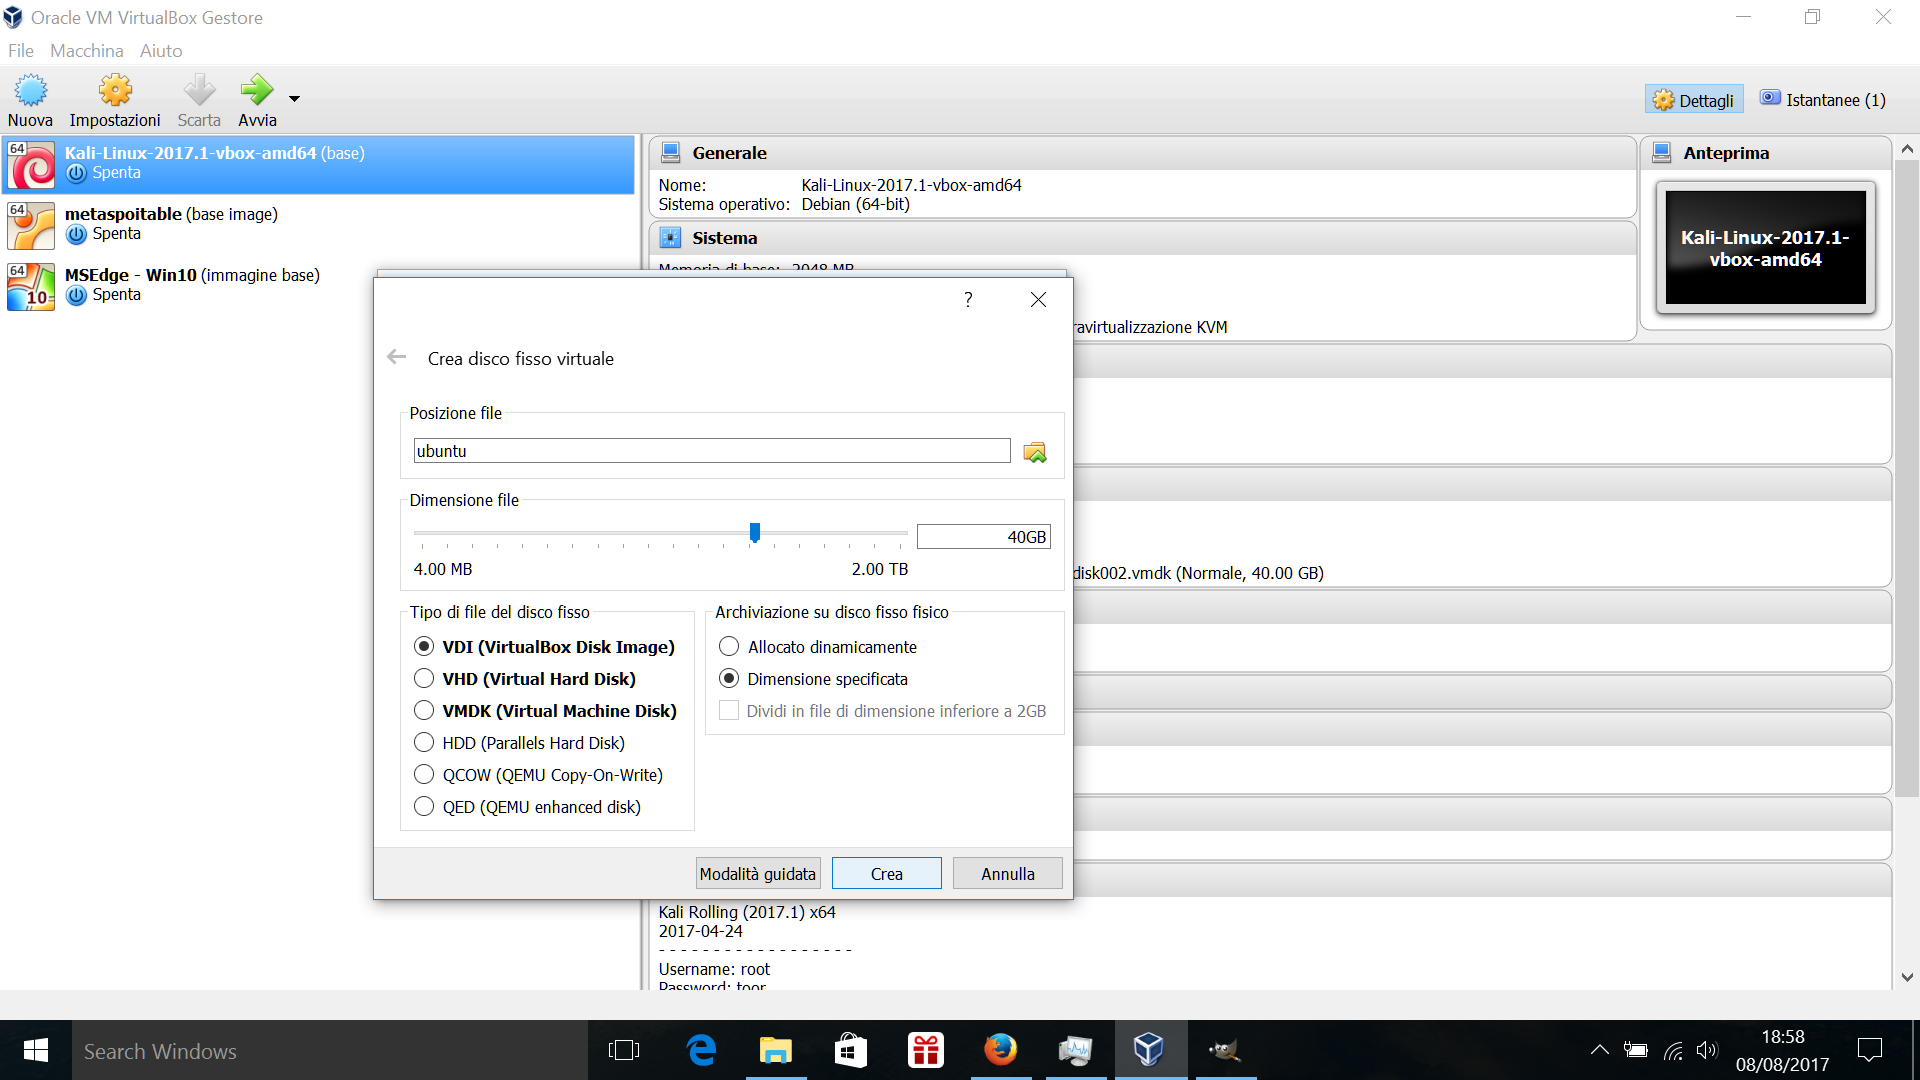 Oracle VM VirtualBox Gestore
File Macchina Aiuto
Nuova Impostazioni Scarta Avvia
Dettagli Istantanee (1)
64 Kali-Linux-2017.1-vbox-amd64 (base)
Spenta
64 metaspoitable (base image)
Spenta
64 10 MSEdge - Win10 (immagine base)
Spenta
Generale
Nome: Kali-Linux-2017.1-vbox-amd64
Sistema operativo: Debian (64-bit)
Sistema
Memoria di base: 2048 MB
ravirtualizzazione KVM
disk002.vmdk (Normale, 40.00 GB)
Kali Rolling (2017.1) x64
2017-04-24
- - - - - - - - - - - - - - - - - - -
Username: root
Password: toor
Anteprima
Kali-Linux-2017.1-
vbox-amd64
?
Crea disco fisso virtuale
Posizione file
ubuntu
Dimensione file
40GB
4.00 MB 2.00 TB
Tipo di file del disco fisso
VDI (VirtualBox Disk Image)
VHD (Virtual Hard Disk)
VMDK (Virtual Machine Disk)
HDD (Parallels Hard Disk)
QCOW (QEMU Copy-On-Write)
QED (QEMU enhanced disk)
Archiviazione su disco fisso fisico
Allocato dinamicamente
Dimensione specificata
Dividi in file di dimensione inferiore a 2GB
Modalità guidata Crea Annulla
Search Windows
18:58
08/08/2017